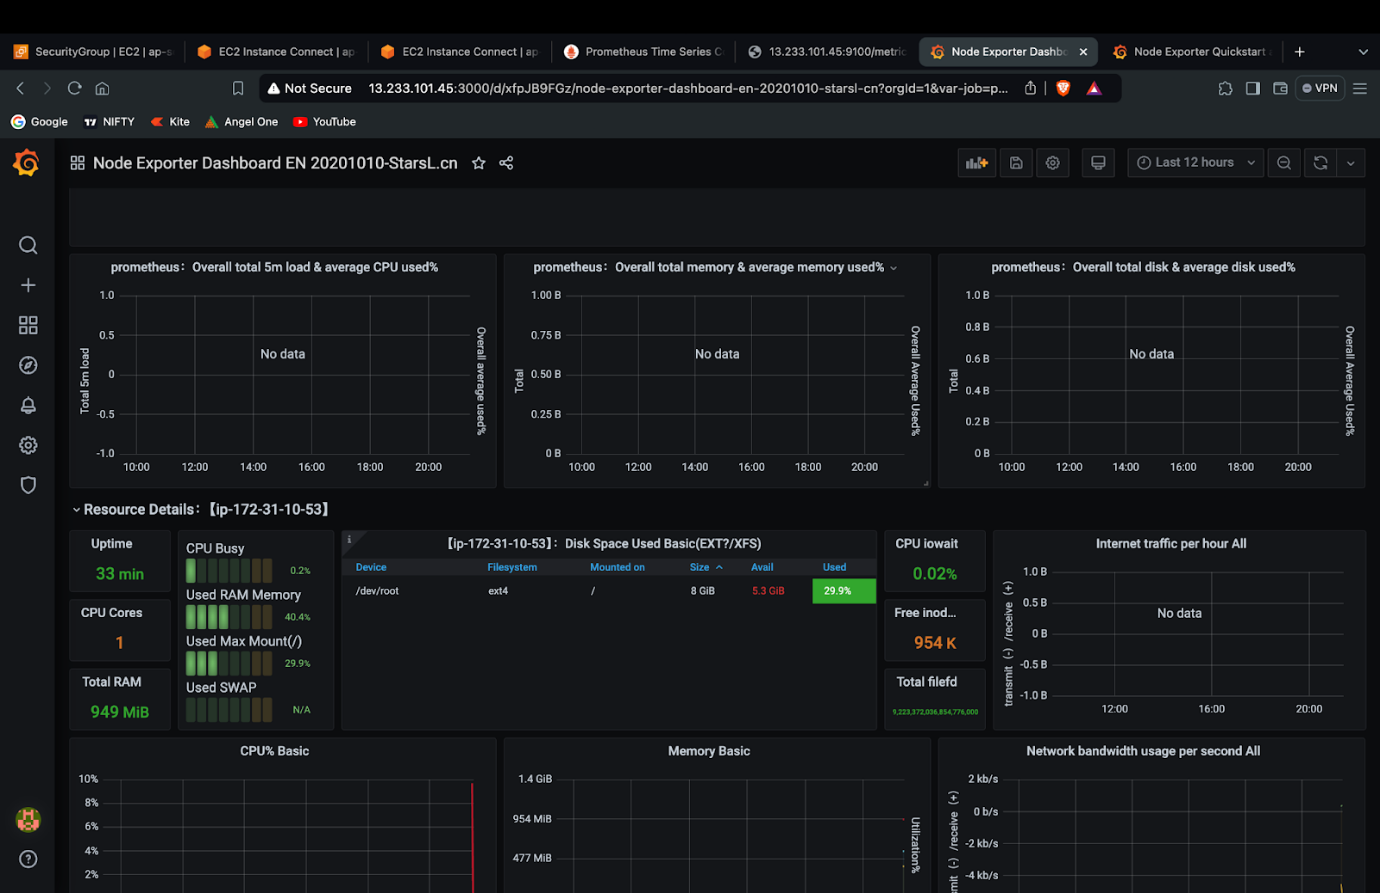 SecurityGroup | EC2 | ap-s
EC2 Instance Connect | ap
EC2 Instance Connect | ap
Prometheus Time Series C
13.233.101.45:9100/metric
Node Exporter Dashbo
Node Exporter Quickstart
Not Secure
13.233.101.45:3000/d/xfpJB9FGz/node-exporter-dashboard-en-20201010-starsl-cn?orgId=1&var-job=p...
VPN
Google
NIFTY
Kite
Angel One
YouTube
Node Exporter Dashboard EN 20201010-StarsL.cn
Last 12 hours
prometheus：Overall total 5m load & average CPU used%
1.0
0.5
0
-0.5
-1.0
Total 5m load
Overall average used%
No data
10:00 12:00 14:00 16:00 18:00 20:00
prometheus：Overall total memory & average memory used%
1.00 B
0.75 B
0.50 B
0.25 B
0 B
Total
Overall Average Used%
No data
10:00 12:00 14:00 16:00 18:00 20:00
prometheus：Overall total disk & average disk used%
1.0 B
0.8 B
0.6 B
0.4 B
0.2 B
0 B
Total
Overall Average Used%
No data
10:00 12:00 14:00 16:00 18:00 20:00
Resource Details：【ip-172-31-10-53】
Uptime
33 min
CPU Cores
1
Total RAM
949 MiB
CPU Busy
0.2%
Used RAM Memory
40.4%
Used Max Mount(/)
29.9%
Used SWAP
N/A
i
【ip-172-31-10-53】：Disk Space Used Basic(EXT?/XFS)
Device Filesystem Mounted on Size Avail Used
/dev/root ext4 / 8 GiB 5.3 GiB 29.9%
CPU iowait
0.02%
Free inod...
954 K
Total filefd
9,223,372,036,854,776,000
Internet traffic per hour All
1.0 B
0.5 B
0 B
-0.5 B
-1.0 B
transmit (-) /receive (+)
No data
12:00 16:00 20:00
CPU% Basic
10%
8%
6%
4%
2%
Memory Basic
1.4 GiB
954 MiB
477 MiB
Utilization%
Network bandwidth usage per second All
2 kb/s
0 b/s
-2 kb/s
-4 kb/s
smit (-) /receive (+)